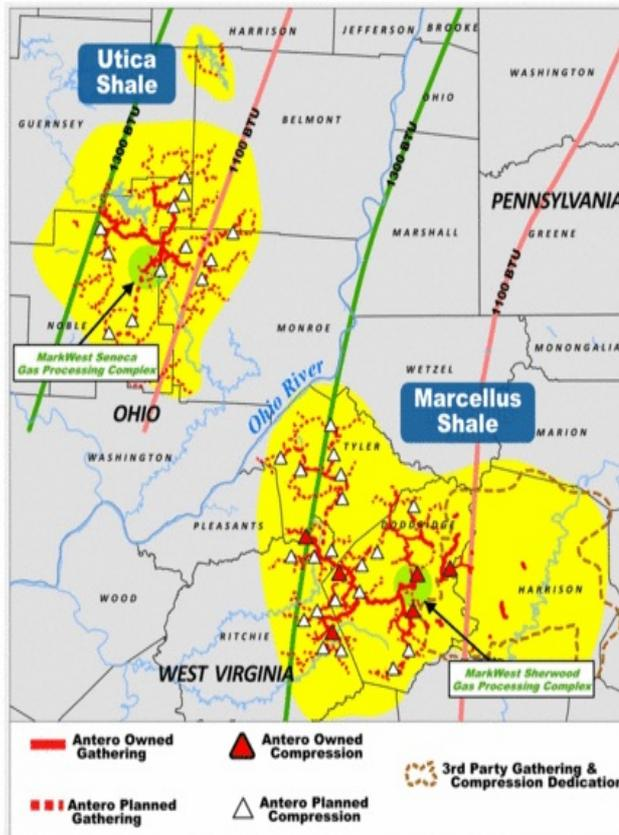 HARRISON
JEFFERSON
BROOKE
Utica
Shale
WASHINGTON
OHIO
GUERNSEY
BELMONT
1300 BTU
1100 BTU
1300 BTU
PENNSYLVANIA
GREENE
MARSHALL
1100 BTU
NOBLE
MONROE
MarkWest Seneca
Gas Processing Complex
WETZEL
MONONGALIA
OHIO
Ohio River
Marcellus
Shale
MARION
WASHINGTON
TYLER
PLEASANTS
DODDRIDGE
WOOD
HARRISON
RITCHIE
WEST VIRGINIA
MarkWest Sherwood
Gas Processing Complex
Antero Owned
Gathering
Antero Owned
Compression
3rd Party Gathering &
Compression Dedication
Antero Planned
Gathering
Antero Planned
Compression